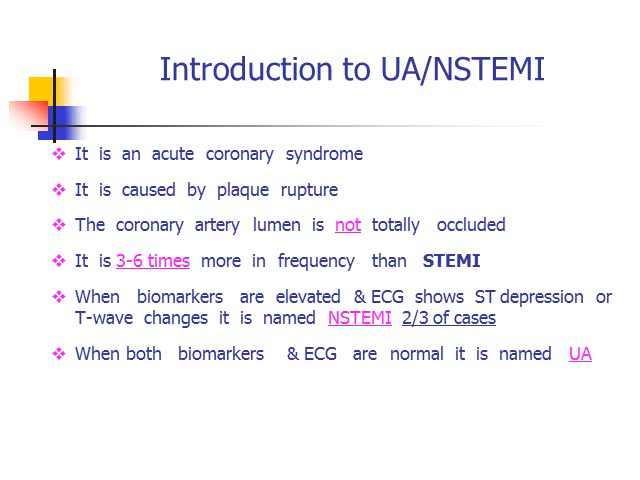 Introduction to UA/NSTEMI
It is an acute coronary syndrome
It is caused by plaque rupture
The coronary artery lumen is not totally occluded
It is 3-6 times more in frequency than STEMI
When biomarkers are elevated & ECG shows ST depression or
T-wave changes it is named NSTEMI 2/3 of cases
When both biomarkers & ECG are normal it is named UA